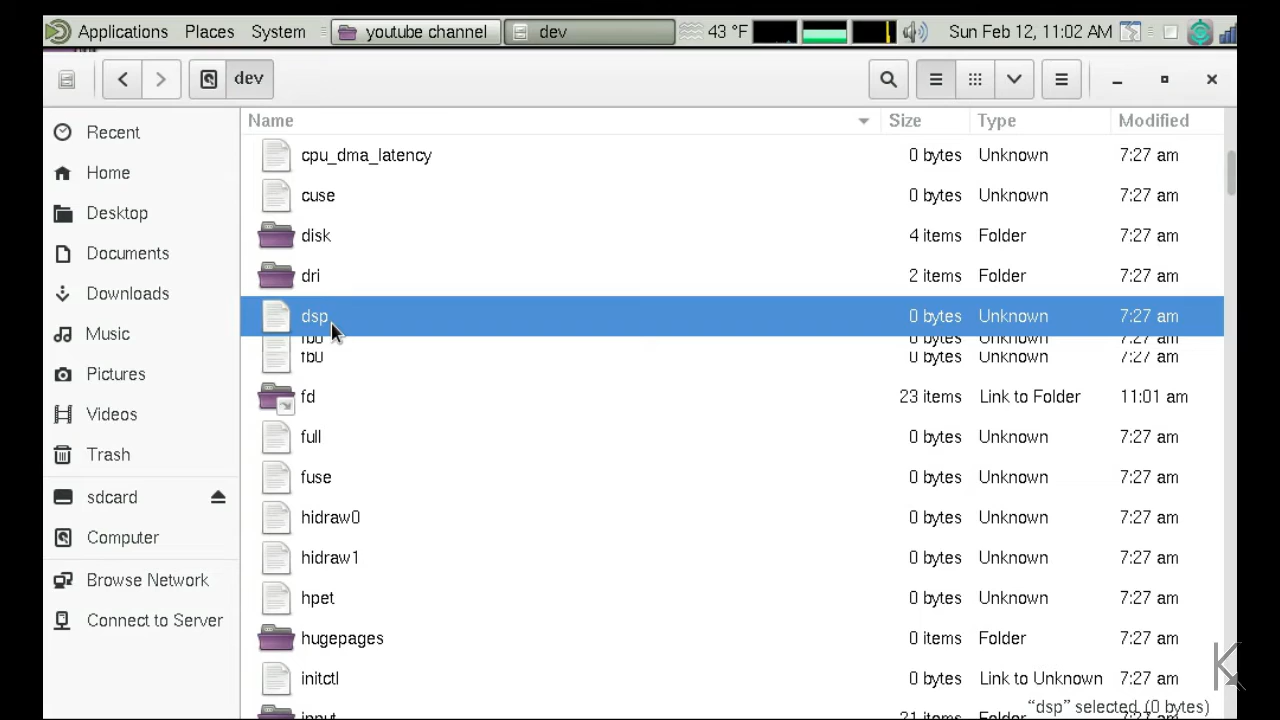 Applications Places System youtube channel dev 43 °F Sun Feb 12, 11:02 AM
dev
Name Size Type Modified
Recent
Home
Desktop
Documents
Downloads
Music
Pictures
Videos
Trash
sdcard
Computer
Browse Network
Connect to Server
cpu_dma_latency 0 bytes Unknown 7:27 am
cuse 0 bytes Unknown 7:27 am
disk 4 items Folder 7:27 am
dri 2 items Folder 7:27 am
dsp 0 bytes Unknown 7:27 am
fb0 0 bytes Unknown 7:27 am
fd 23 items Link to Folder 11:01 am
full 0 bytes Unknown 7:27 am
fuse 0 bytes Unknown 7:27 am
hidraw0 0 bytes Unknown 7:27 am
hidraw1 0 bytes Unknown 7:27 am
hpet 0 bytes Unknown 7:27 am
hugepages 0 items Folder 7:27 am
initctl 0 bytes Link to Unknown 7:27 am
input 21 items Folder
"dsp" selected (0 bytes)